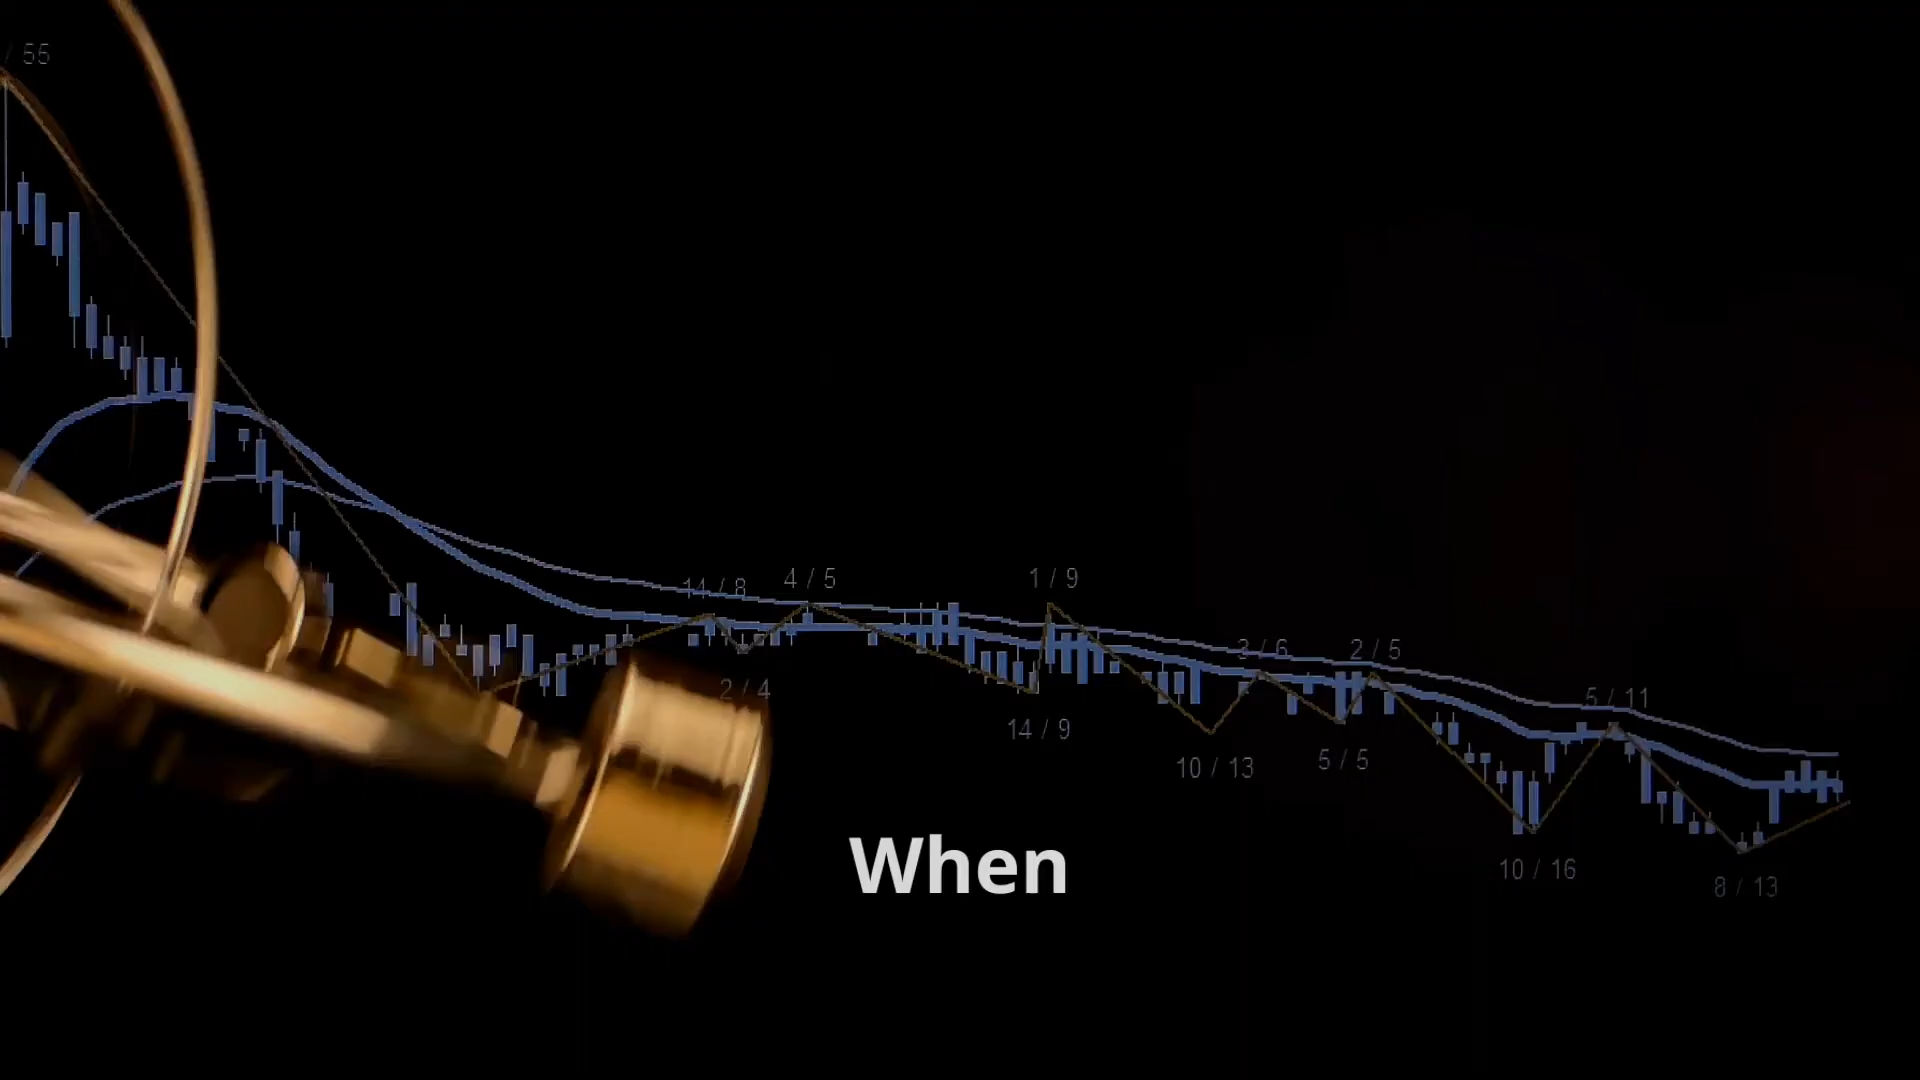 / 55
11 / 8
4 / 5
1 / 9
2 / 4
3 / 6
2 / 5
14 / 9
10 / 13
5 / 5
5 / 11
10 / 16
8 / 13
When